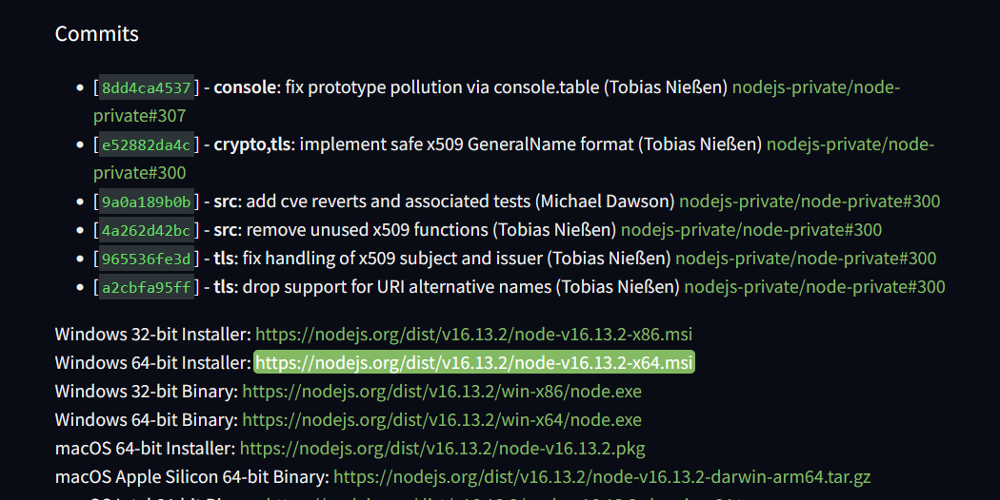 Commits
[8dd4ca4537] - console: fix prototype pollution via console.table (Tobias Nießen) nodejs-private/node-
private#307
[e52882da4c] - crypto,tls: implement safe x509 GeneralName format (Tobias Nießen) nodejs-private/node-
private#300
[9a0a189b0b] - src: add cve reverts and associated tests (Michael Dawson) nodejs-private/node-private#300
[4a262d42bc] - src: remove unused x509 functions (Tobias Nießen) nodejs-private/node-private#300
[965536fe3d] - tls: fix handling of x509 subject and issuer (Tobias Nießen) nodejs-private/node-private#300
[a2cbfa95ff] - tls: drop support for URI alternative names (Tobias Nießen) nodejs-private/node-private#300
Windows 32-bit Installer: https://nodejs.org/dist/v16.13.2/node-v16.13.2-x86.msi
Windows 64-bit Installer: https://nodejs.org/dist/v16.13.2/node-v16.13.2-x64.msi
Windows 32-bit Binary: https://nodejs.org/dist/v16.13.2/win-x86/node.exe
Windows 64-bit Binary: https://nodejs.org/dist/v16.13.2/win-x64/node.exe
macOS 64-bit Installer: https://nodejs.org/dist/v16.13.2/node-v16.13.2.pkg
macOS Apple Silicon 64-bit Binary: https://nodejs.org/dist/v16.13.2/node-v16.13.2-darwin-arm64.tar.gz